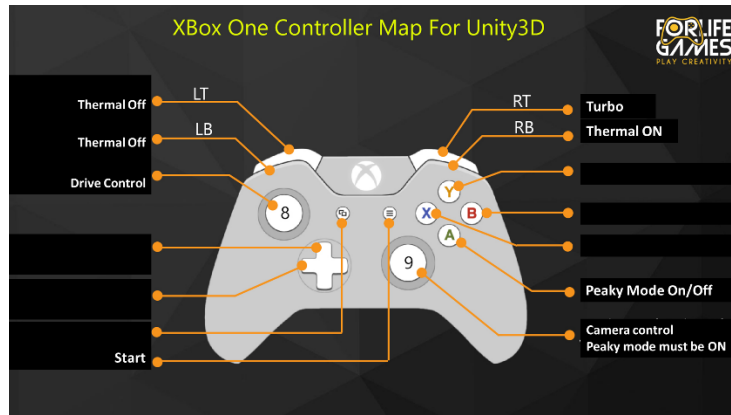 XBox One Controller Map For Unity3D
FOR LIFE
GAMES
PLAY CREATIVITY
LT
RT
Thermal Off
Turbo
LB
RB
Thermal Off
Thermal ON
Drive Control
Y
8
X
B
A
9
Peaky Mode On/Off
Camera control
Peaky mode must be ON
Start